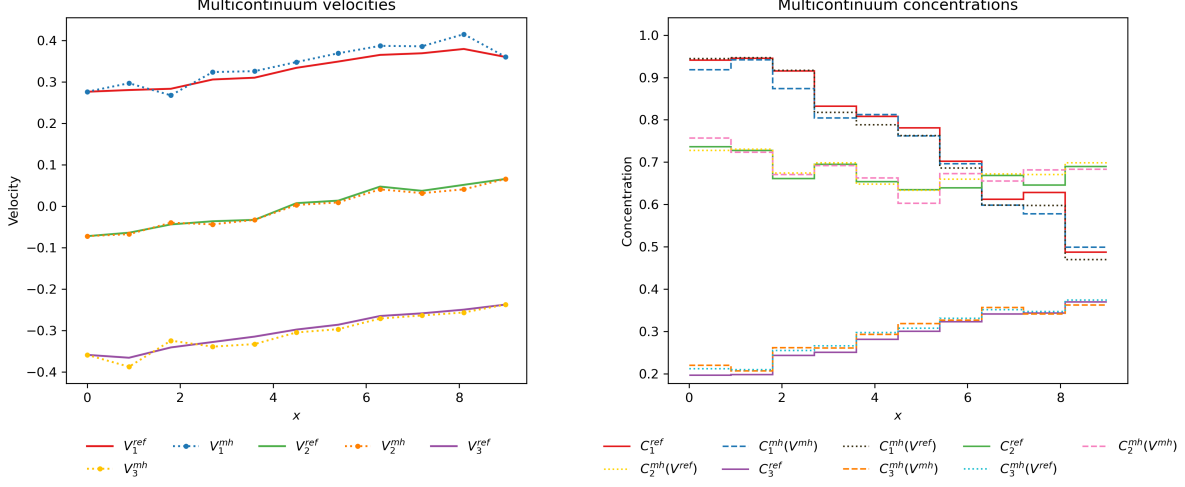 Multicontinuum velocities
0.4
0.3
0.2
0.1
0.0
−0.1
−0.2
−0.3
−0.4
Velocity
0 2 4 6 8
x
V₁ʳᵉᶠ V₁ᵐʰ V₂ʳᵉᶠ V₂ᵐʰ V₃ʳᵉᶠ
V₃ᵐʰ
Multicontinuum concentrations
1.0
0.9
0.8
0.7
0.6
0.5
0.4
0.3
0.2
Concentration
0 2 4 6 8
x
C₁ʳᵉᶠ C₁ᵐʰ(Vᵐʰ) C₁ᵐʰ(Vʳᵉᶠ) C₂ʳᵉᶠ C₂ᵐʰ(Vᵐʰ)
C₂ᵐʰ(Vʳᵉᶠ) C₃ʳᵉᶠ C₃ᵐʰ(Vᵐʰ) C₃ᵐʰ(Vʳᵉᶠ)